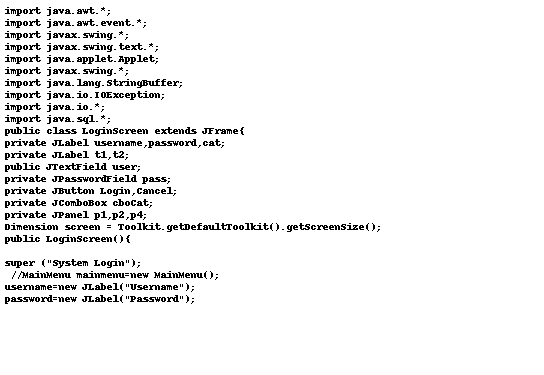 import java.awt.*;
import java.awt.event.*;
import javax.swing.*;
import javax.swing.text.*;
import java.applet.Applet;
import javax.swing.*;
import java.lang.StringBuffer;
import java.io.IOException;
import java.io.*;
import java.sql.*;
public class LoginScreen extends JFrame{
private JLabel username,password,cat;
private JLabel t1,t2;
public JTextField user;
private JPasswordField pass;
private JButton Login,Cancel;
private JComboBox cboCat;
private JPanel p1,p2,p4;
Dimension screen = Toolkit.getDefaultToolkit().getScreenSize();
public LoginScreen(){
super ("System Login");
//MainMenu mainmenu=new MainMenu();
username=new JLabel("Username");
password=new JLabel("Password");